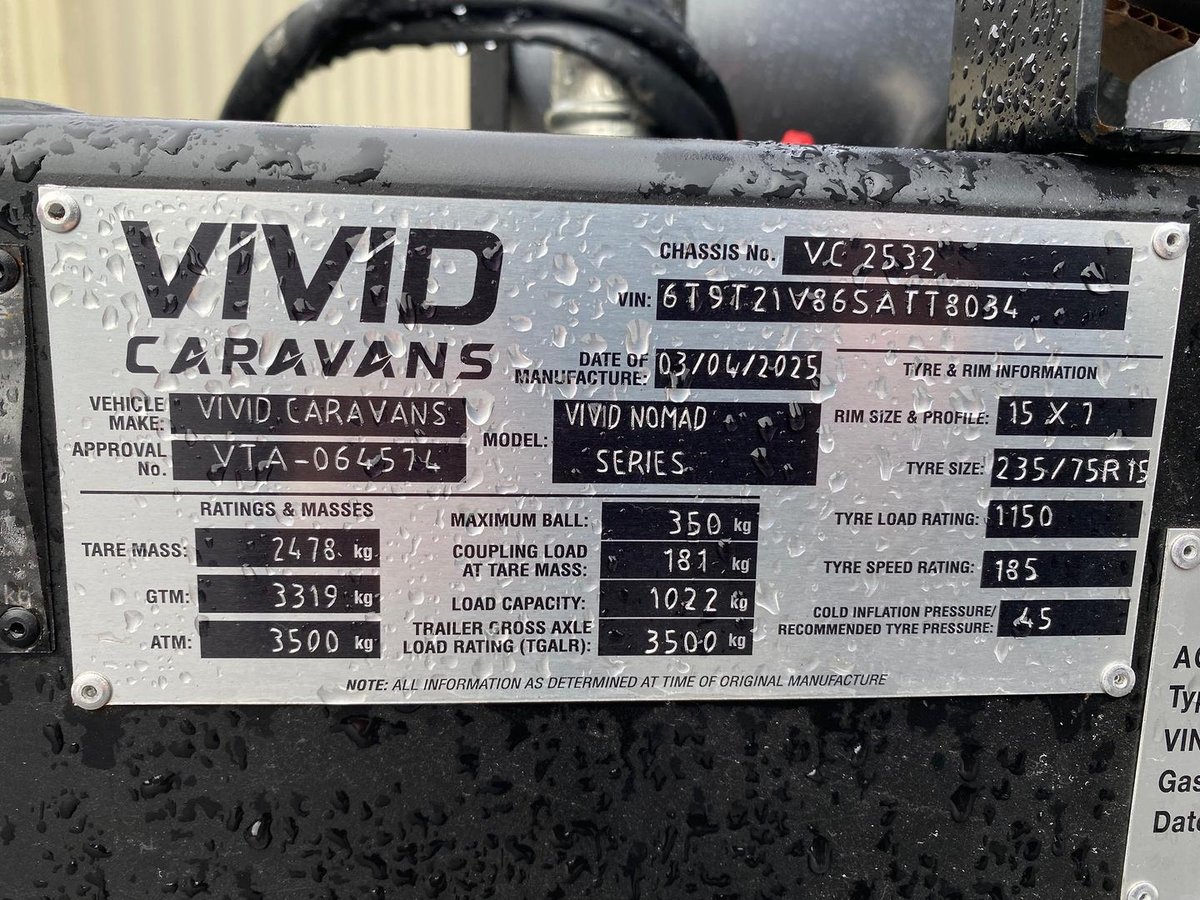 VIVID
CARAVANS
CHASSIS No. VC 2532
VIN: 6T9T21V86SATT8034
DATE OF
MANUFACTURE: 03/04/2025
VEHICLE
MAKE: VIVID CARAVANS
APPROVAL
No. VTA-064574
MODEL: VIVID NOMAD
SERIES
TYRE & RIM INFORMATION
RIM SIZE & PROFILE: 15 X 7
TYRE SIZE: 235/75R15
TYRE LOAD RATING: 1150
TYRE SPEED RATING: 185
COLD INFLATION PRESSURE/
RECOMMENDED TYRE PRESSURE: 45
RATINGS & MASSES
TARE MASS: 2478 kg
GTM: 3319 kg
ATM: 3500 kg
MAXIMUM BALL: 350 kg
COUPLING LOAD
AT TARE MASS: 181 kg
LOAD CAPACITY: 1022 kg
TRAILER GROSS AXLE
LOAD RATING (TGALR): 3500 kg
NOTE: ALL INFORMATION AS DETERMINED AT TIME OF ORIGINAL MANUFACTURE
kg
VIN
Gas
Date